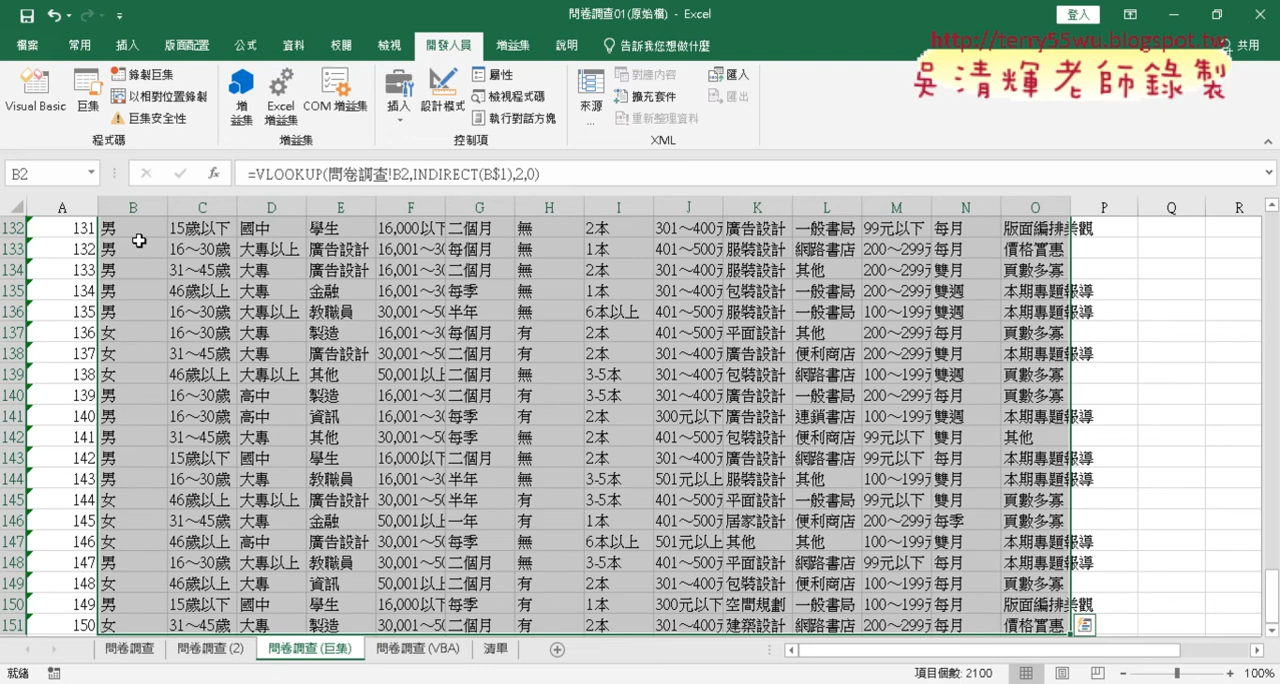 問卷調查01(原始檔) - Excel
登入
檔案 常用 插入 版面配置 公式 資料 校閱 檢視 開發人員 增益集 說明 告訴我您想做什麼 共用
http://terry55wu.blogspot.tw
吳清輝老師錄製
Visual Basic 巨集 錄製巨集 以相對位置錄製 巨集安全性 程式碼
增益集 Excel 增益集 COM 增益集 增益集
插入 設計模式 屬性 檢視程式碼 執行對話方塊 控制項
來源... 對應內容 擴充套件 重新整理資料 匯入 匯出 XML
B2 fx =VLOOKUP(問卷調查!B2,INDIRECT(B$1),2,0)
A B C D E F G H I J K L M N O P Q R
132 131 男 15歲以下 國中 學生 16,000以下 二個月 無 2本 301～400元 廣告設計 一般書局 99元以下 每月 版面編排美觀
133 132 男 16～30歲 大專以上 廣告設計 16,001～30 二個月 無 2本 401～500元 服裝設計 網路書店 200～299元 每月 價格實惠
134 133 男 31～45歲 大專 廣告設計 16,001～30 二個月 無 2本 301～400元 服裝設計 其他 200～299元 雙月 頁數多寡
135 134 男 46歲以上 大專 金融 16,001～30 每季 無 1本 301～400元 包裝設計 一般書局 200～299元 雙週 本期專題報導
136 135 男 16～30歲 大專以上 教職員 30,001～50 半年 無 6本以上 401～500元 服裝設計 一般書局 100～199元 雙週 本期專題報導
137 136 女 16～30歲 大專 製造 16,001～30 每個月 有 2本 401～500元 平面設計 其他 200～299元 每月 頁數多寡
138 137 女 31～45歲 大專 廣告設計 30,001～50 二個月 有 2本 301～400元 廣告設計 便利商店 200～299元 雙月 本期專題報導
139 138 女 46歲以上 大專以上 其他 50,001以上 二個月 無 3-5本 301～400元 包裝設計 網路書店 100～199元 雙週 頁數多寡
140 139 男 16～30歲 高中 製造 16,001～30 二個月 有 3-5本 301～400元 包裝設計 網路書店 100～199元 每月 頁數多寡
141 140 男 16～30歲 高中 資訊 16,001～30 每季 有 2本 300元以下 廣告設計 連鎖書店 100～199元 雙週 本期專題報導
142 141 男 31～45歲 大專 其他 30,001～50 每季 無 2本 401～500元 包裝設計 便利商店 99元以下 雙月 其他
143 142 男 15歲以下 國中 學生 16,000以下 二個月 無 2本 301～400元 廣告設計 網路書店 99元以下 每月 本期專題報導
144 143 男 16～30歲 大專 教職員 16,001～30 半年 無 3-5本 501元以上 服裝設計 其他 100～199元 每月 本期專題報導
145 144 女 46歲以上 大專以上 廣告設計 30,001～50 半年 有 3-5本 401～500元 平面設計 一般書局 99元以下 雙月 頁數多寡
146 145 女 31～45歲 大專 金融 50,001以上 一年 有 1本 401～500元 居家設計 便利商店 200～299元 每季 頁數多寡
147 146 女 46歲以上 高中 廣告設計 30,001～50 每季 無 6本以上 501元以上 其他 其他 200～299元 每月 本期專題報導
148 147 男 16～30歲 大專以上 教職員 30,001～50 二個月 有 3-5本 301～400元 平面設計 網路書店 99元以下 每月 本期專題報導
149 148 女 46歲以上 大專 資訊 50,001以上 二個月 有 2本 301～400元 包裝設計 便利商店 100～199元 每月 頁數多寡
150 149 男 15歲以下 國中 學生 16,000以下 每季 有 1本 300元以下 空間規劃 一般書局 100～199元 每月 版面編排美觀
151 150 女 31～45歲 大專 製造 30,001～50 二個月 有 2本 301～400元 建築設計 網路書店 100～199元 每月 價格實惠
問卷調查 問卷調查 (2) 問卷調查 (巨集) 問卷調查 (VBA) 清單
就緒 項目個數: 2100 100%